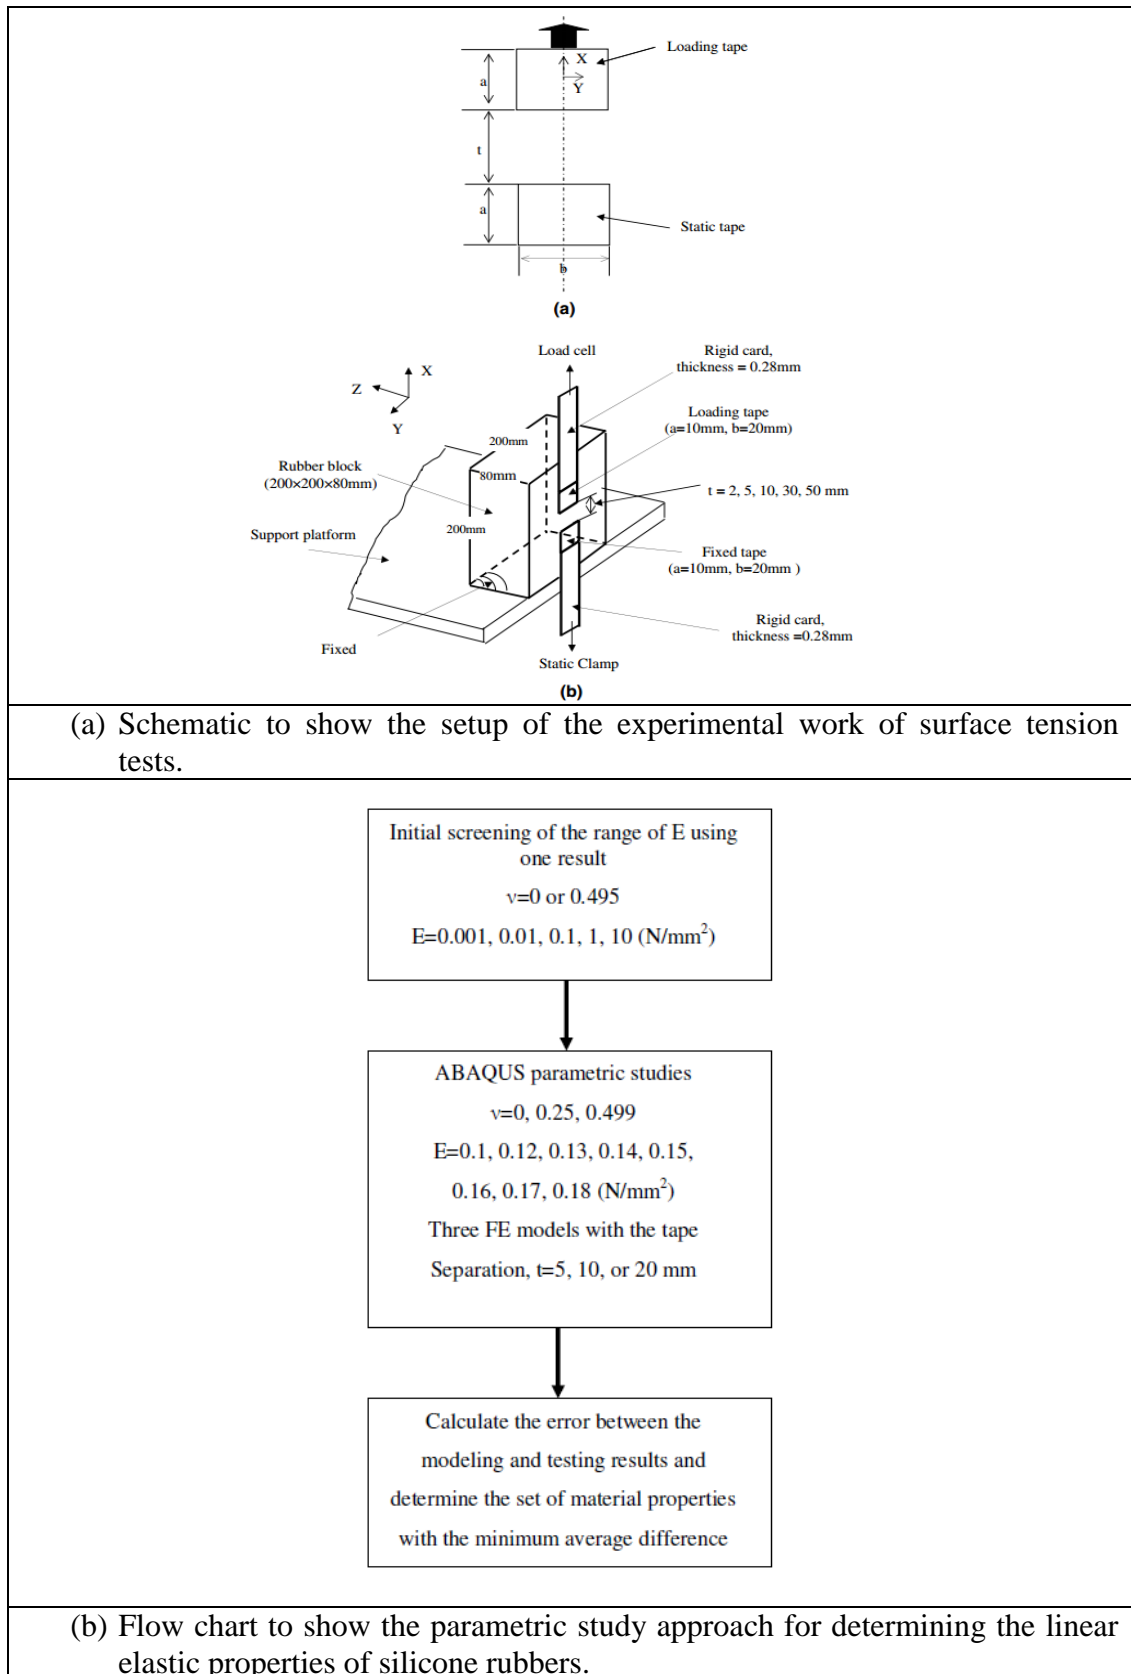 Loading tape
X
Y
a
t
a
Static tape
b
(a)
Load cell
Rigid card,
thickness = 0.28mm
X
Z
Y
Loading tape
(a=10mm, b=20mm)
200mm
Rubber block
(200×200×80mm)
80mm
t = 2, 5, 10, 30, 50 mm
200mm
Support platform
Fixed tape
(a=10mm, b=20mm )
Rigid card,
thickness =0.28mm
Fixed
Static Clamp
(b)
(a) Schematic to show the setup of the experimental work of surface tension
tests.
Initial screening of the range of E using
one result
ν=0 or 0.495
E=0.001, 0.01, 0.1, 1, 10 (N/mm²)
ABAQUS parametric studies
ν=0, 0.25, 0.499
E=0.1, 0.12, 0.13, 0.14, 0.15,
0.16, 0.17, 0.18 (N/mm²)
Three FE models with the tape
Separation, t=5, 10, or 20 mm
Calculate the error between the
modeling and testing results and
determine the set of material properties
with the minimum average difference
(b) Flow chart to show the parametric study approach for determining the linear
elastic properties of silicone rubbers.